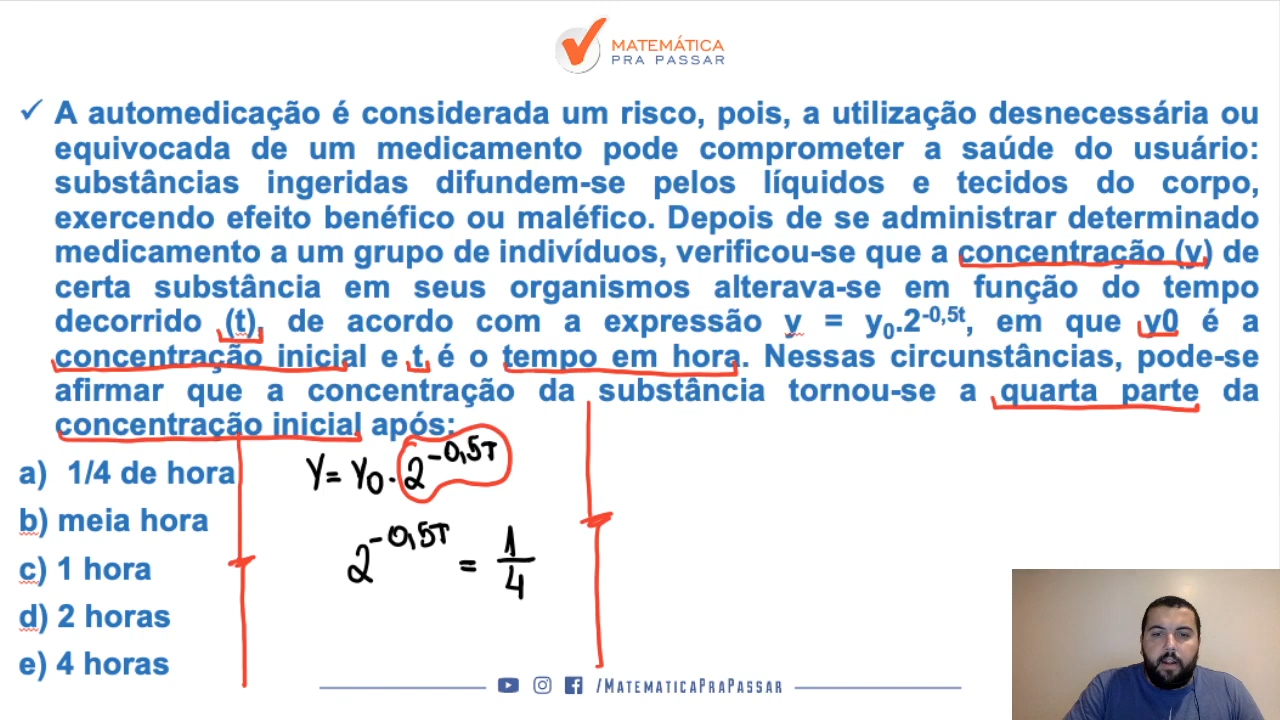 MATEMÁTICA
PRA PASSAR
✓ A automedicação é considerada um risco, pois, a utilização desnecessária ou
equivocada de um medicamento pode comprometer a saúde do usuário:
substâncias ingeridas difundem-se pelos líquidos e tecidos do corpo,
exercendo efeito benéfico ou maléfico. Depois de se administrar determinado
medicamento a um grupo de indivíduos, verificou-se que a concentração (y) de
certa substância em seus organismos alterava-se em função do tempo
decorrido (t), de acordo com a expressão y = y₀.2^-0,5t, em que y0 é a
concentração inicial e t é o tempo em hora. Nessas circunstâncias, pode-se
afirmar que a concentração da substância tornou-se a quarta parte da
concentração inicial após:
a) 1/4 de hora
b) meia hora
c) 1 hora
d) 2 horas
e) 4 horas
Y = Y₀ . 2^-0,5T
2^-0,5T = 1/4
/MATEMATICAPRAPASSAR